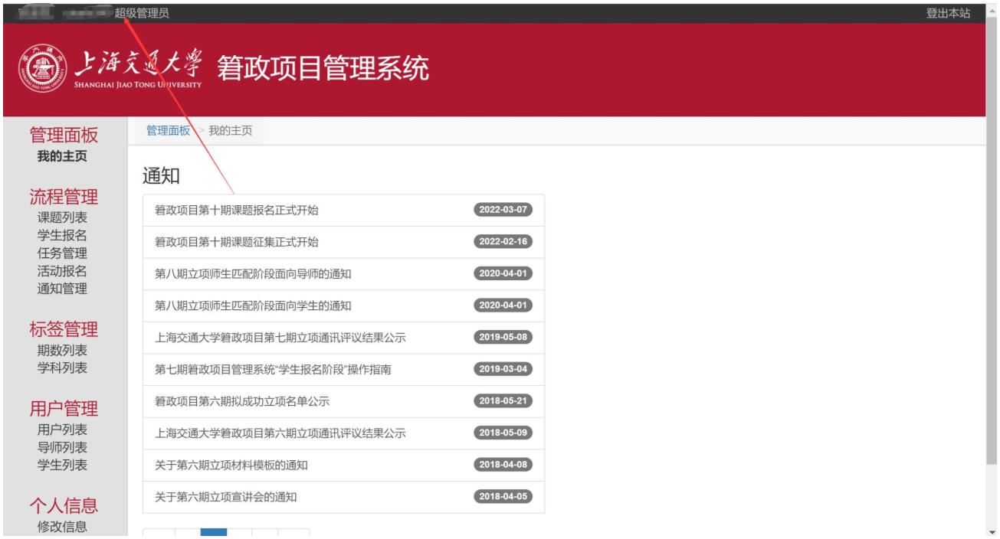 超级管理员
登出本站
上海交通大学
SHANGHAI JIAO TONG UNIVERSITY
箬政项目管理系统
管理面板
我的主页
流程管理
课题列表
学生报名
任务管理
活动报名
通知管理
标签管理
期数列表
学科列表
用户管理
用户列表
导师列表
学生列表
个人信息
修改信息
管理面板 > 我的主页
通知
箬政项目第十期课题报名正式开始 2022-03-07
箬政项目第十期课题征集正式开始 2022-02-16
第八期立项师生匹配阶段面向导师的通知 2020-04-01
第八期立项师生匹配阶段面向学生的通知 2020-04-01
上海交通大学箬政项目第七期立项通讯评议结果公示 2019-05-08
第七期箬政项目管理系统“学生报名阶段”操作指南 2019-03-04
箬政项目第六期拟成功立项名单公示 2018-05-21
上海交通大学箬政项目第六期立项通讯评议结果公示 2018-05-09
关于第六期立项材料模板的通知 2018-04-08
关于第六期立项宣讲会的通知 2018-04-05